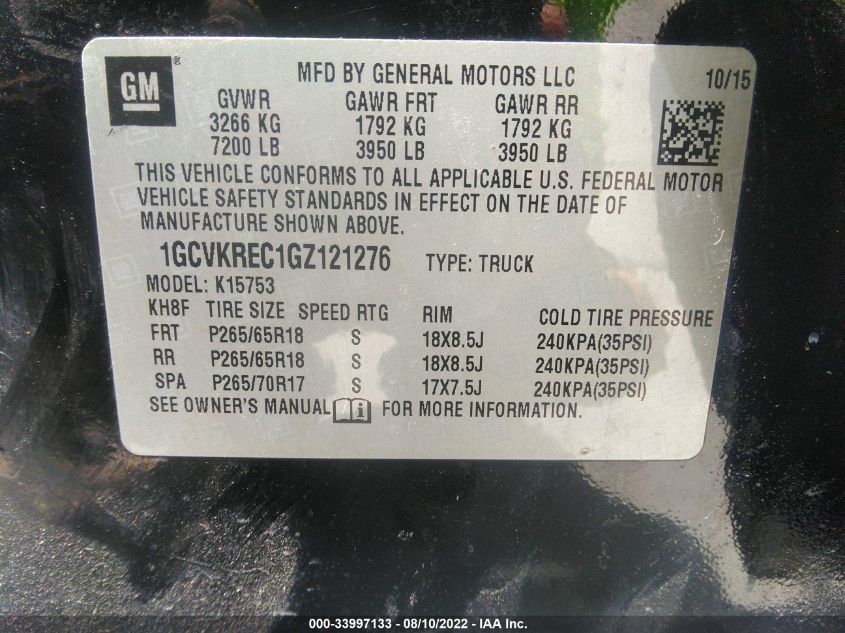 GM ®
MFD BY GENERAL MOTORS LLC 10/15
GVWR GAWR FRT GAWR RR
3266 KG 1792 KG 1792 KG
7200 LB 3950 LB 3950 LB
THIS VEHICLE CONFORMS TO ALL APPLICABLE U.S. FEDERAL MOTOR
VEHICLE SAFETY STANDARDS IN EFFECT ON THE DATE OF
MANUFACTURE SHOWN ABOVE.
1GCVKREC1GZ121276 TYPE: TRUCK
MODEL: K15753
KH8F TIRE SIZE SPEED RTG RIM COLD TIRE PRESSURE
FRT P265/65R18 S 18X8.5J 240KPA(35PSI)
RR P265/65R18 S 18X8.5J 240KPA(35PSI)
SPA P265/70R17 S 17X7.5J 240KPA(35PSI)
SEE OWNER'S MANUAL FOR MORE INFORMATION.
000-33997133 - 08/10/2022 - IAA Inc.